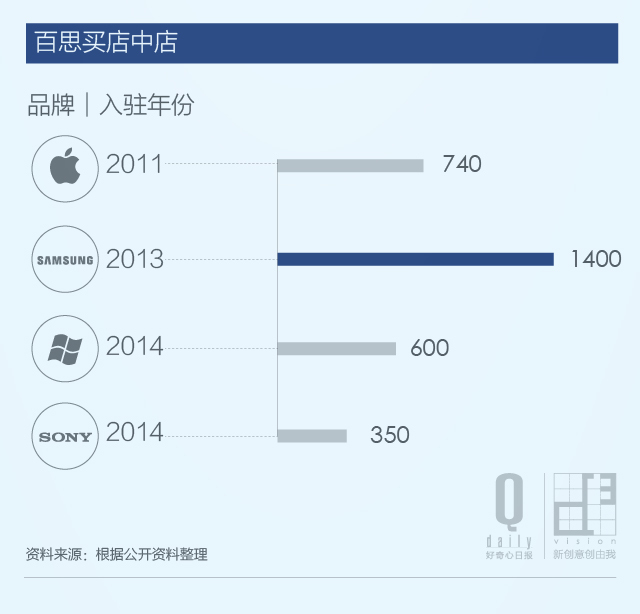 百思买店中店
品牌｜入驻年份
2011 740
SAMSUNG 2013 1400
2014 600
SONY 2014 350
Q
daily
好奇心日报
vision
新创意创由我
资料来源：根据公开资料整理